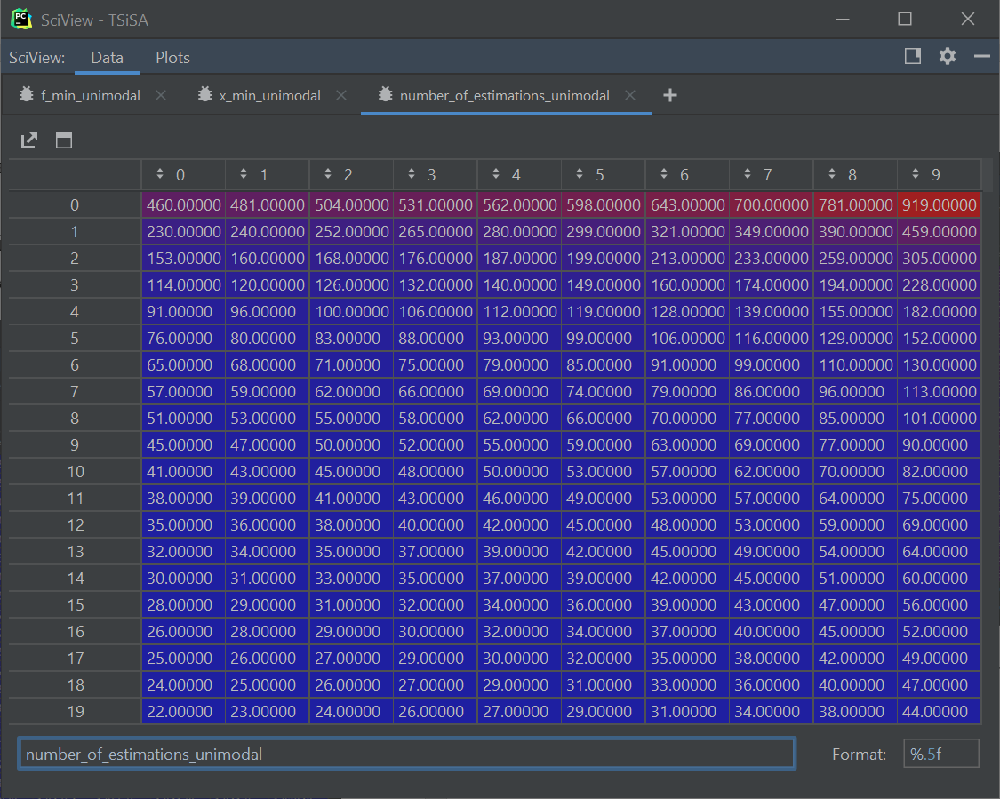 PC SciView - TSiSA
SciView: Data Plots
f_min_unimodal x_min_unimodal number_of_estimations_unimodal
0 1 2 3 4 5 6 7 8 9
0 460.00000 481.00000 504.00000 531.00000 562.00000 598.00000 643.00000 700.00000 781.00000 919.00000
1 230.00000 240.00000 252.00000 265.00000 280.00000 299.00000 321.00000 349.00000 390.00000 459.00000
2 153.00000 160.00000 168.00000 176.00000 187.00000 199.00000 213.00000 233.00000 259.00000 305.00000
3 114.00000 120.00000 126.00000 132.00000 140.00000 149.00000 160.00000 174.00000 194.00000 228.00000
4 91.00000 96.00000 100.00000 106.00000 112.00000 119.00000 128.00000 139.00000 155.00000 182.00000
5 76.00000 80.00000 83.00000 88.00000 93.00000 99.00000 106.00000 116.00000 129.00000 152.00000
6 65.00000 68.00000 71.00000 75.00000 79.00000 85.00000 91.00000 99.00000 110.00000 130.00000
7 57.00000 59.00000 62.00000 66.00000 69.00000 74.00000 79.00000 86.00000 96.00000 113.00000
8 51.00000 53.00000 55.00000 58.00000 62.00000 66.00000 70.00000 77.00000 85.00000 101.00000
9 45.00000 47.00000 50.00000 52.00000 55.00000 59.00000 63.00000 69.00000 77.00000 90.00000
10 41.00000 43.00000 45.00000 48.00000 50.00000 53.00000 57.00000 62.00000 70.00000 82.00000
11 38.00000 39.00000 41.00000 43.00000 46.00000 49.00000 53.00000 57.00000 64.00000 75.00000
12 35.00000 36.00000 38.00000 40.00000 42.00000 45.00000 48.00000 53.00000 59.00000 69.00000
13 32.00000 34.00000 35.00000 37.00000 39.00000 42.00000 45.00000 49.00000 54.00000 64.00000
14 30.00000 31.00000 33.00000 35.00000 37.00000 39.00000 42.00000 45.00000 51.00000 60.00000
15 28.00000 29.00000 31.00000 32.00000 34.00000 36.00000 39.00000 43.00000 47.00000 56.00000
16 26.00000 28.00000 29.00000 30.00000 32.00000 34.00000 37.00000 40.00000 45.00000 52.00000
17 25.00000 26.00000 27.00000 29.00000 30.00000 32.00000 35.00000 38.00000 42.00000 49.00000
18 24.00000 25.00000 26.00000 27.00000 29.00000 31.00000 33.00000 36.00000 40.00000 47.00000
19 22.00000 23.00000 24.00000 26.00000 27.00000 29.00000 31.00000 34.00000 38.00000 44.00000
number_of_estimations_unimodal Format: %.5f